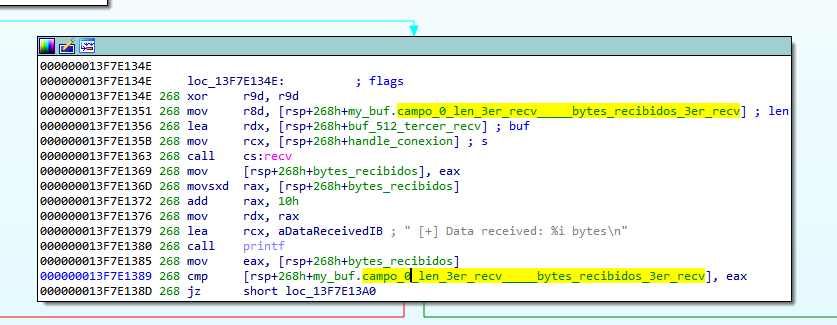 000000013F7E134E
000000013F7E134E loc_13F7E134E: ; flags
000000013F7E134E 268 xor r9d, r9d
000000013F7E1351 268 mov r8d, [rsp+268h+my_buf.campo_0_len_3er_recv_____bytes_recibidos_3er_recv] ; len
000000013F7E1356 268 lea rdx, [rsp+268h+buf_512_tercer_recv] ; buf
000000013F7E135B 268 mov rcx, [rsp+268h+handle_conexion] ; s
000000013F7E1363 268 call cs:recv
000000013F7E1369 268 mov [rsp+268h+bytes_recibidos], eax
000000013F7E136D 268 movsxd rax, [rsp+268h+bytes_recibidos]
000000013F7E1372 268 add rax, 10h
000000013F7E1376 268 mov rdx, rax
000000013F7E1379 268 lea rcx, aDataReceivedIB ; " [+] Data received: %i bytes\n"
000000013F7E1380 268 call printf
000000013F7E1385 268 mov eax, [rsp+268h+bytes_recibidos]
000000013F7E1389 268 cmp [rsp+268h+my_buf.campo_0_len_3er_recv_____bytes_recibidos_3er_recv], eax
000000013F7E138D 268 jz short loc_13F7E13A0